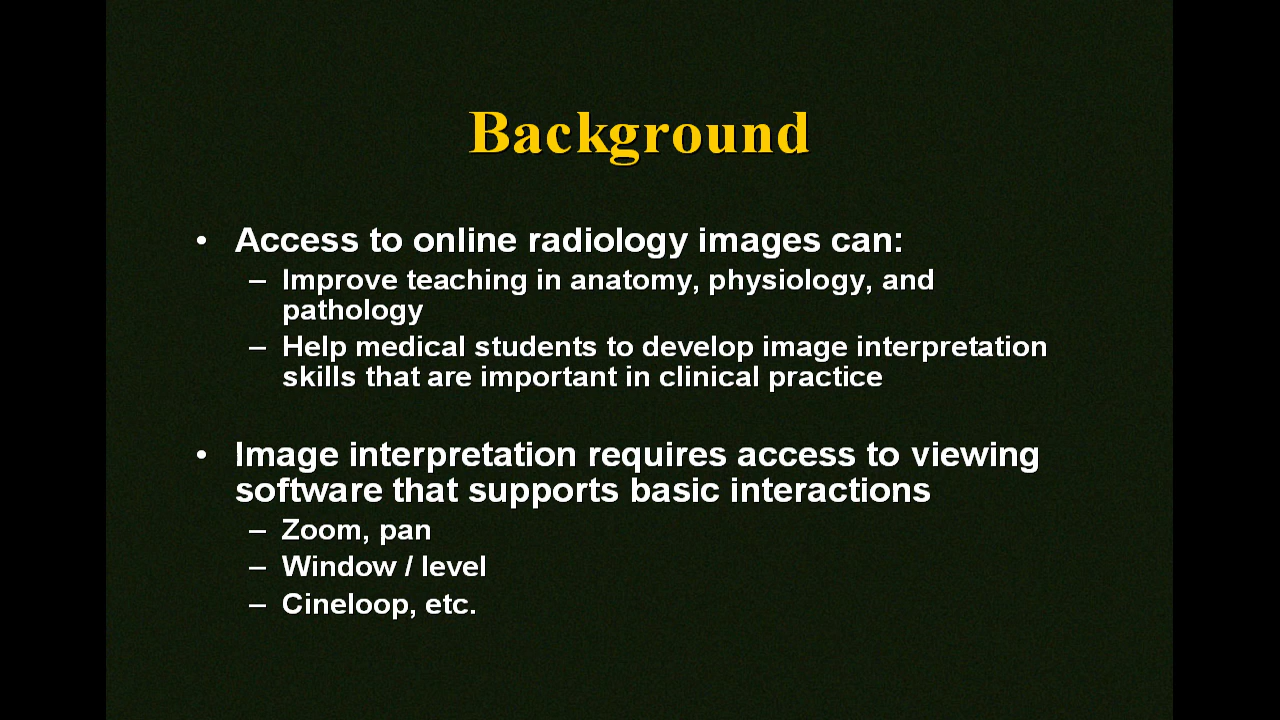 Background
• Access to online radiology images can:
– Improve teaching in anatomy, physiology, and
pathology
– Help medical students to develop image interpretation
skills that are important in clinical practice
• Image interpretation requires access to viewing
software that supports basic interactions
– Zoom, pan
– Window / level
– Cineloop, etc.